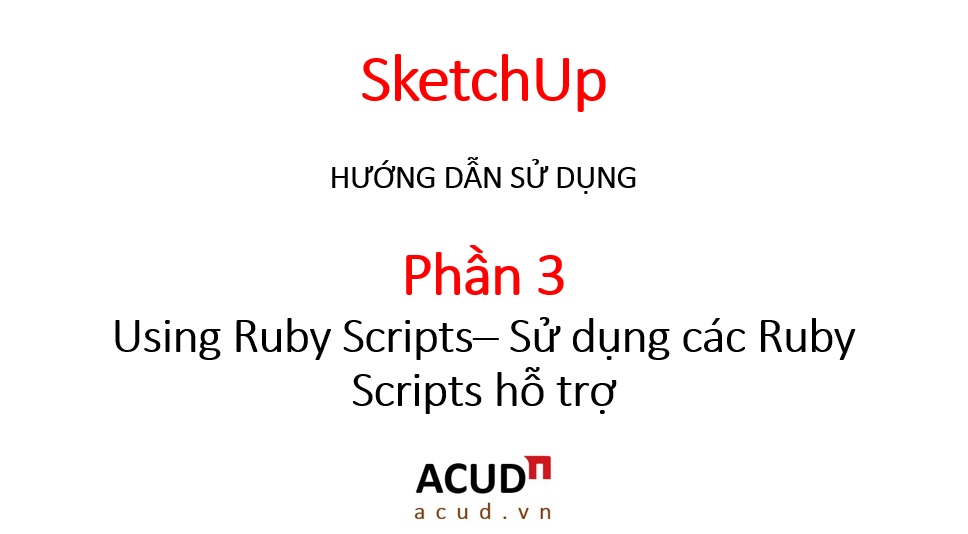 SketchUp
HƯỚNG DẪN SỬ DỤNG
Phần 3
Using Ruby Scripts– Sử dụng các Ruby
Scripts hỗ trợ
ACUD
acud.vn